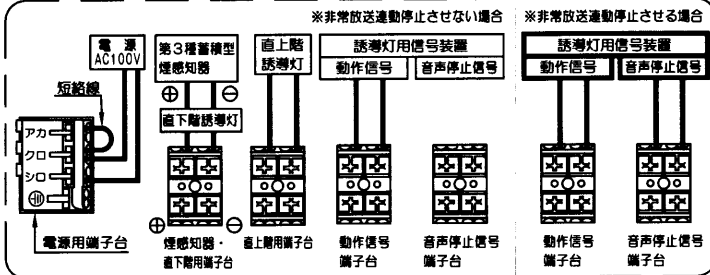 ※非常放送連動停止させない場合
※非常放送連動停止させる場合
電源
AC100V
第3種蓄積型
煙感知器
直上階
誘導灯
誘導灯用信号装置
動作信号
音声停止信号
誘導灯用信号装置
動作信号
音声停止信号
短絡線
⊕
⊖
直下階誘導灯
アカ
クロ
シロ
⊕
⊖
電源用端子台
煙感知器・
直下階用端子台
直上階用端子台
動作信号
端子台
音声停止信号
端子台
動作信号
端子台
音声停止信号
端子台